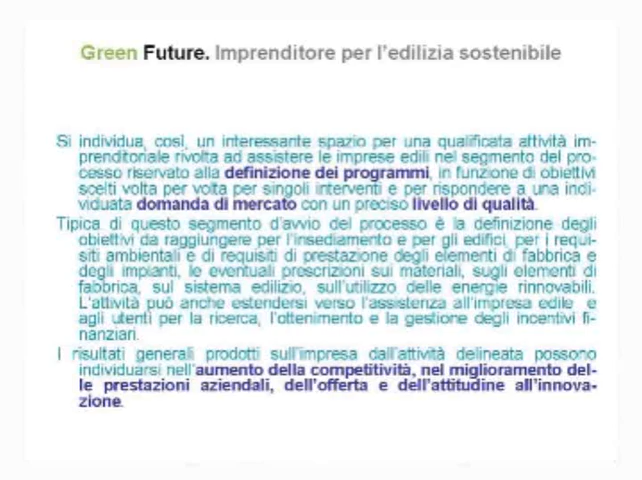 Green Future. Imprenditore per l'edilizia sostenibile
Si individua, così, un interessante spazio per una qualificata attività im-
prenditoriale rivolta ad assistere le imprese edili nel segmento del pro-
cesso riservato alla definizione dei programmi, in funzione di obiettivi
scelti volta per volta per singoli interventi e per rispondere a una indi-
viduata domanda di mercato con un preciso livello di qualità.
Tipica di questo segmento d'avvio del processo è la definizione degli
obiettivi da raggiungere per l'insediamento e per gli edifici, per i requi-
siti ambientali e di requisiti di prestazione degli elementi di fabbrica e
degli impianti, le eventuali prescrizioni sui materiali, sugli elementi di
fabbrica, sul sistema edilizio, sull'utilizzo delle energie rinnovabili.
L'attività può anche estendersi verso l'assistenza all'impresa edile e
agli utenti per la ricerca, l'ottenimento e la gestione degli incentivi fi-
nanziari.
I risultati generali prodotti sull'impresa dall'attività delineata possono
individuarsi nell'aumento della competitività, nel miglioramento del-
le prestazioni aziendali, dell'offerta e dell'attitudine all'innova-
zione.